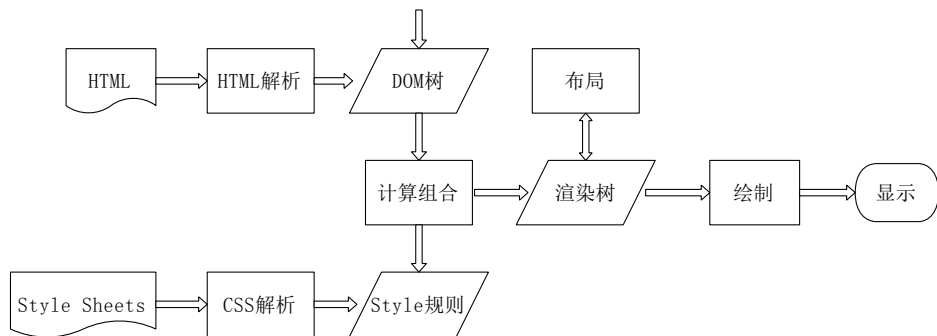 HTML
HTML解析
DOM树
布局
计算组合
渲染树
绘制
显示
Style Sheets
CSS解析
Style规则